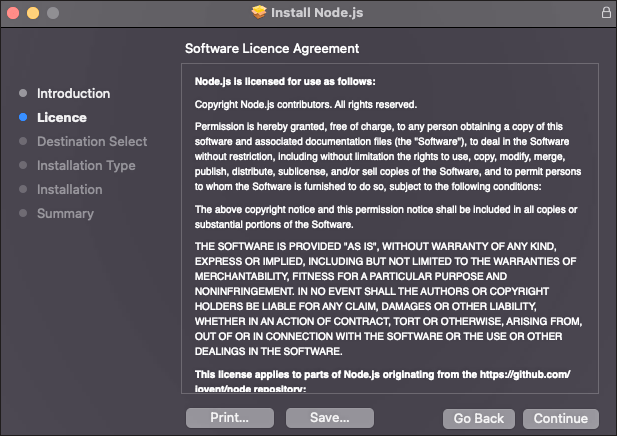 Install Node.js
Software Licence Agreement
Introduction
Licence
Destination Select
Installation Type
Installation
Summary
Node.js is licensed for use as follows:
Copyright Node.js contributors. All rights reserved.
Permission is hereby granted, free of charge, to any person obtaining a copy of this
software and associated documentation files (the "Software"), to deal in the Software
without restriction, including without limitation the rights to use, copy, modify, merge,
publish, distribute, sublicense, and/or sell copies of the Software, and to permit persons
to whom the Software is furnished to do so, subject to the following conditions:
The above copyright notice and this permission notice shall be included in all copies or
substantial portions of the Software.
THE SOFTWARE IS PROVIDED "AS IS", WITHOUT WARRANTY OF ANY KIND,
EXPRESS OR IMPLIED, INCLUDING BUT NOT LIMITED TO THE WARRANTIES OF
MERCHANTABILITY, FITNESS FOR A PARTICULAR PURPOSE AND
NONINFRINGEMENT. IN NO EVENT SHALL THE AUTHORS OR COPYRIGHT
HOLDERS BE LIABLE FOR ANY CLAIM, DAMAGES OR OTHER LIABILITY,
WHETHER IN AN ACTION OF CONTRACT, TORT OR OTHERWISE, ARISING FROM,
OUT OF OR IN CONNECTION WITH THE SOFTWARE OR THE USE OR OTHER
DEALINGS IN THE SOFTWARE.
This license applies to parts of Node.js originating from the https://github.com/
joyent/node repository:
Print...
Save...
Go Back
Continue